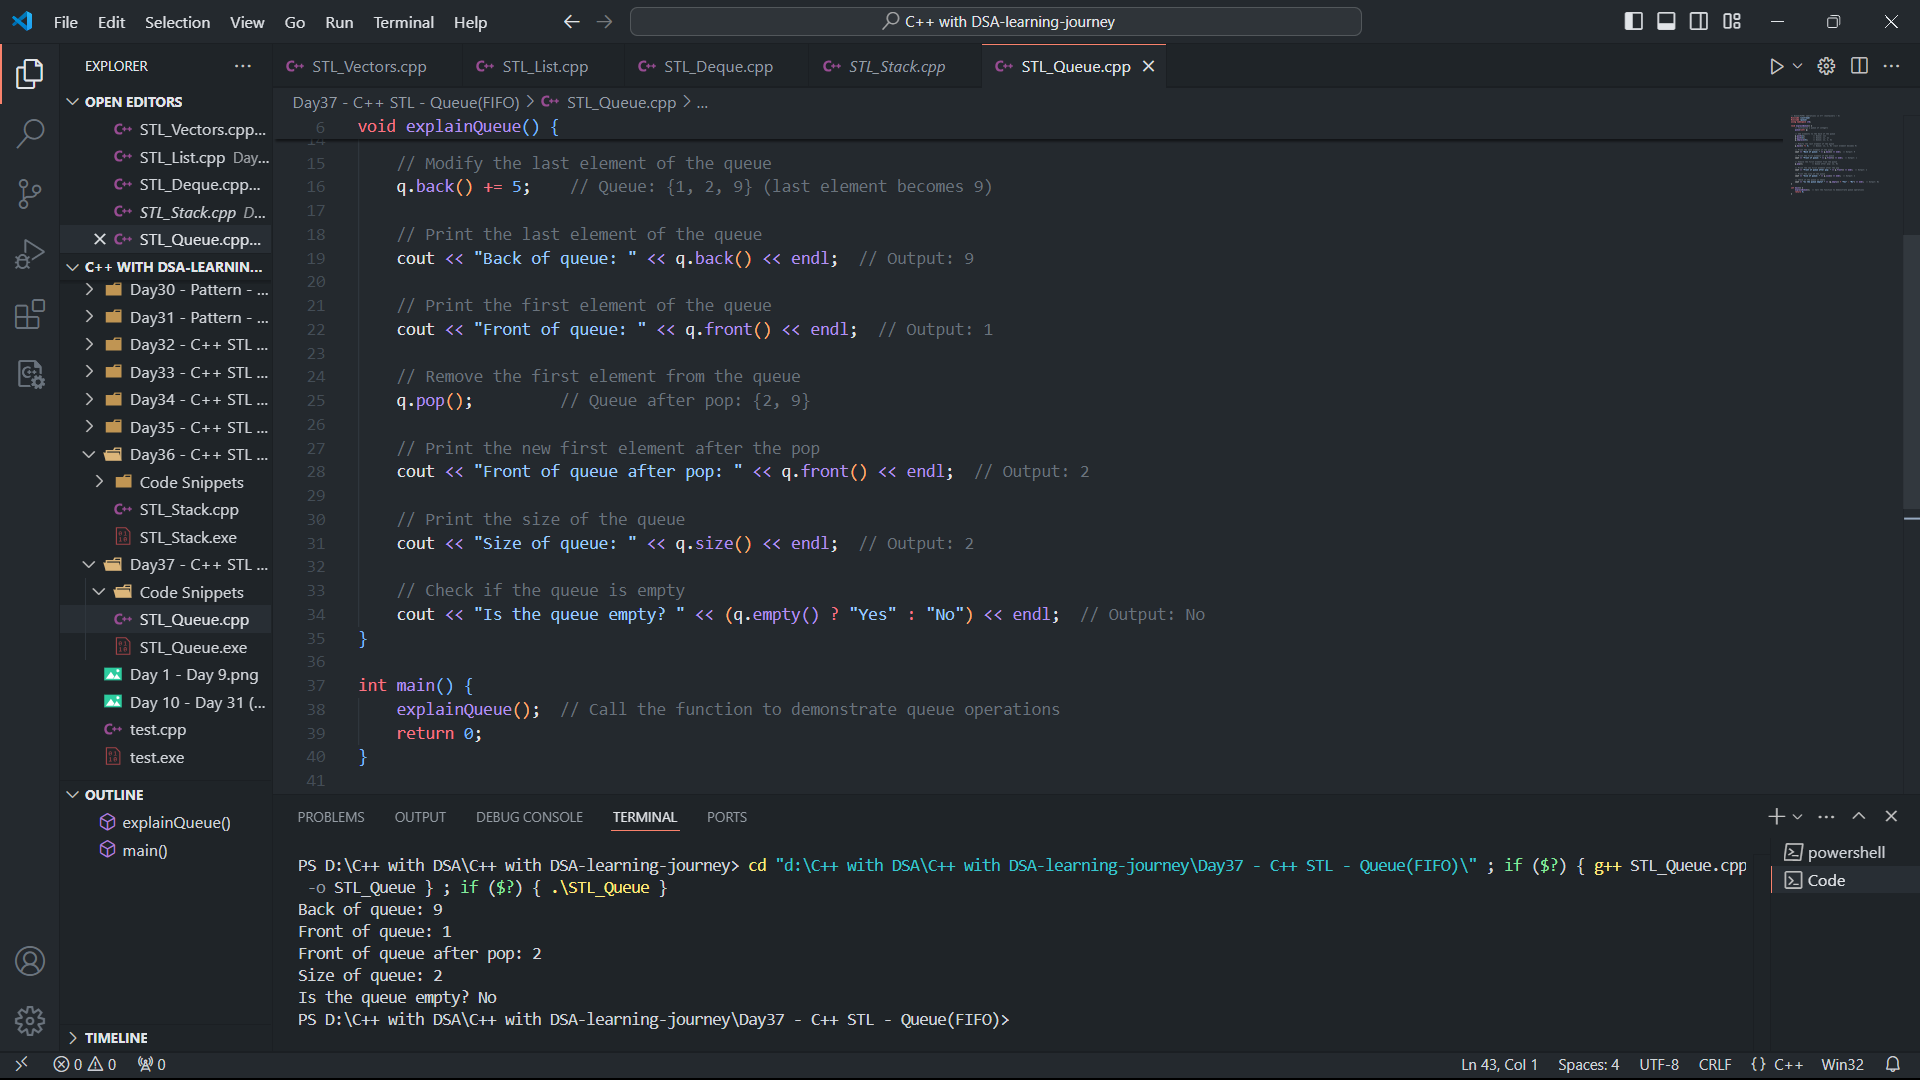 File Edit Selection View Go Run Terminal Help
C++ with DSA-learning-journey
EXPLORER
OPEN EDITORS
STL_Vectors.cpp...
STL_List.cpp Day...
STL_Deque.cpp...
STL_Stack.cpp D...
STL_Queue.cpp...
C++ WITH DSA-LEARNIN...
Day30 - Pattern - ...
Day31 - Pattern - ...
Day32 - C++ STL ...
Day33 - C++ STL ...
Day34 - C++ STL ...
Day35 - C++ STL ...
Day36 - C++ STL ...
Code Snippets
STL_Stack.cpp
STL_Stack.exe
Day37 - C++ STL ...
Code Snippets
STL_Queue.cpp
STL_Queue.exe
Day 1 - Day 9.png
Day 10 - Day 31 (...
test.cpp
test.exe
OUTLINE
explainQueue()
main()
TIMELINE
STL_Vectors.cpp STL_List.cpp STL_Deque.cpp STL_Stack.cpp STL_Queue.cpp
Day37 - C++ STL - Queue(FIFO) > STL_Queue.cpp > ...
6 void explainQueue() {
14
15 // Modify the last element of the queue
16 q.back() += 5; // Queue: {1, 2, 9} (last element becomes 9)
17
18 // Print the last element of the queue
19 cout << "Back of queue: " << q.back() << endl; // Output: 9
20
21 // Print the first element of the queue
22 cout << "Front of queue: " << q.front() << endl; // Output: 1
23
24 // Remove the first element from the queue
25 q.pop(); // Queue after pop: {2, 9}
26
27 // Print the new first element after the pop
28 cout << "Front of queue after pop: " << q.front() << endl; // Output: 2
29
30 // Print the size of the queue
31 cout << "Size of queue: " << q.size() << endl; // Output: 2
32
33 // Check if the queue is empty
34 cout << "Is the queue empty? " << (q.empty() ? "Yes" : "No") << endl; // Output: No
35 }
36
37 int main() {
38 explainQueue(); // Call the function to demonstrate queue operations
39 return 0;
40 }
41
PROBLEMS OUTPUT DEBUG CONSOLE TERMINAL PORTS
PS D:\C++ with DSA\C++ with DSA-learning-journey> cd "d:\C++ with DSA\C++ with DSA-learning-journey\Day37 - C++ STL - Queue(FIFO)\" ; if ($?) { g++ STL_Queue.cpp
-o STL_Queue } ; if ($?) { .\STL_Queue }
Back of queue: 9
Front of queue: 1
Front of queue after pop: 2
Size of queue: 2
Is the queue empty? No
PS D:\C++ with DSA\C++ with DSA-learning-journey\Day37 - C++ STL - Queue(FIFO)>
powershell
Code
0 0 0
Ln 43, Col 1 Spaces: 4 UTF-8 CRLF {} C++ Win32